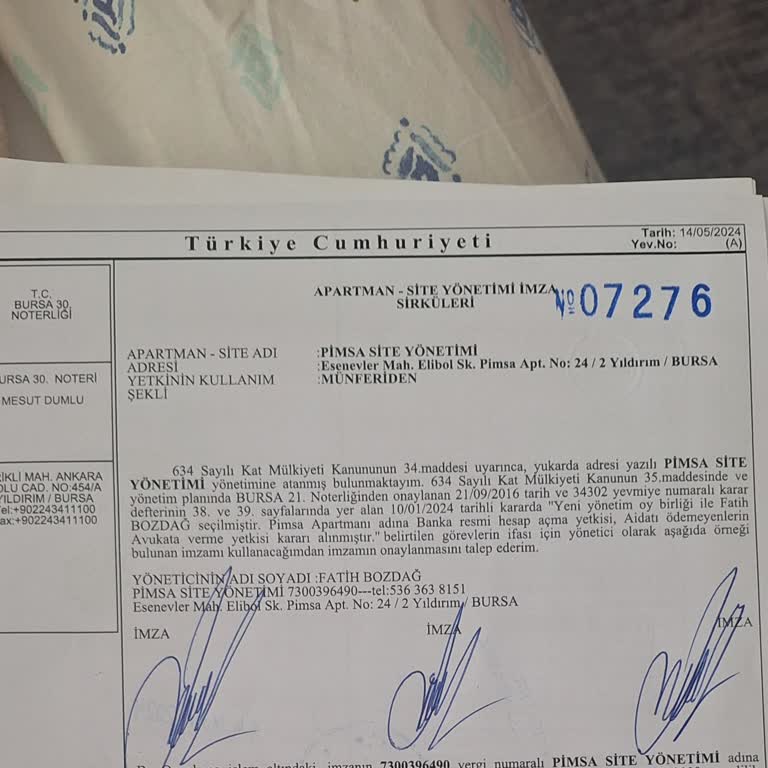 Türkiye Cumhuriyeti
Tarih: 14/05/2024
Yev.No: (A)
T.C.
BURSA 30.
NOTERLİĞİ
URSA 30. NOTERİ
MESUT DUMLU
İKLİ MAH. ANKARA
OLU CAD. NO:454/A
YILDIRIM / BURSA
Tel:+902243411100
ax:+902243411100
APARTMAN - SİTE YÖNETİMİ İMZA
SİRKÜLERİ
№ 07276
APARTMAN - SİTE ADI :PİMSA SİTE YÖNETİMİ
ADRESİ :Esenevler Mah. Elibol Sk. Pimsa Apt. No: 24 / 2 Yıldırım / BURSA
YETKİNİN KULLANIM :MÜNFERİDEN
ŞEKLİ
634 Sayılı Kat Mülkiyeti Kanununun 34.maddesi uyarınca, yukarda adresi yazılı PİMSA SİTE
YÖNETİMİ yönetimine atanmış bulunmaktayım. 634 Sayılı Kat Mülkiyeti Kanunun 35.maddesinde ve
yönetim planında BURSA 21. Noterliğinden onaylanan 21/09/2016 tarih ve 34302 yevmiye numaralı karar
defterinin 38. ve 39. sayfalarında yer alan 10/01/2024 tarihli kararda "Yeni yönetim oy birliği ile Fatih
BOZDAĞ seçilmiştir. Pimsa Apartmanı adına Banka resmi hesap açma yetkisi, Aidatı ödemeyenlerin
Avukata verme yetkisi kararı alınmıştır." belirtilen görevlerin ifası için yönetici olarak aşağıda örneği
bulunan imzamı kullanacağımdan imzamın onaylanmasını talep ederim.
YÖNETİCİNİN ADI SOYADI :FATİH BOZDAĞ
PİMSA SİTE YÖNETİMİ 7300396490---tel:536 363 8151
Esenevler Mah. Elibol Sk. Pimsa Apt. No: 24 / 2 Yıldırım / BURSA
İMZA İMZA İMZA
imzanın 7300396490 vergi numaralı PİMSA SİTE YÖNETİMİ adına